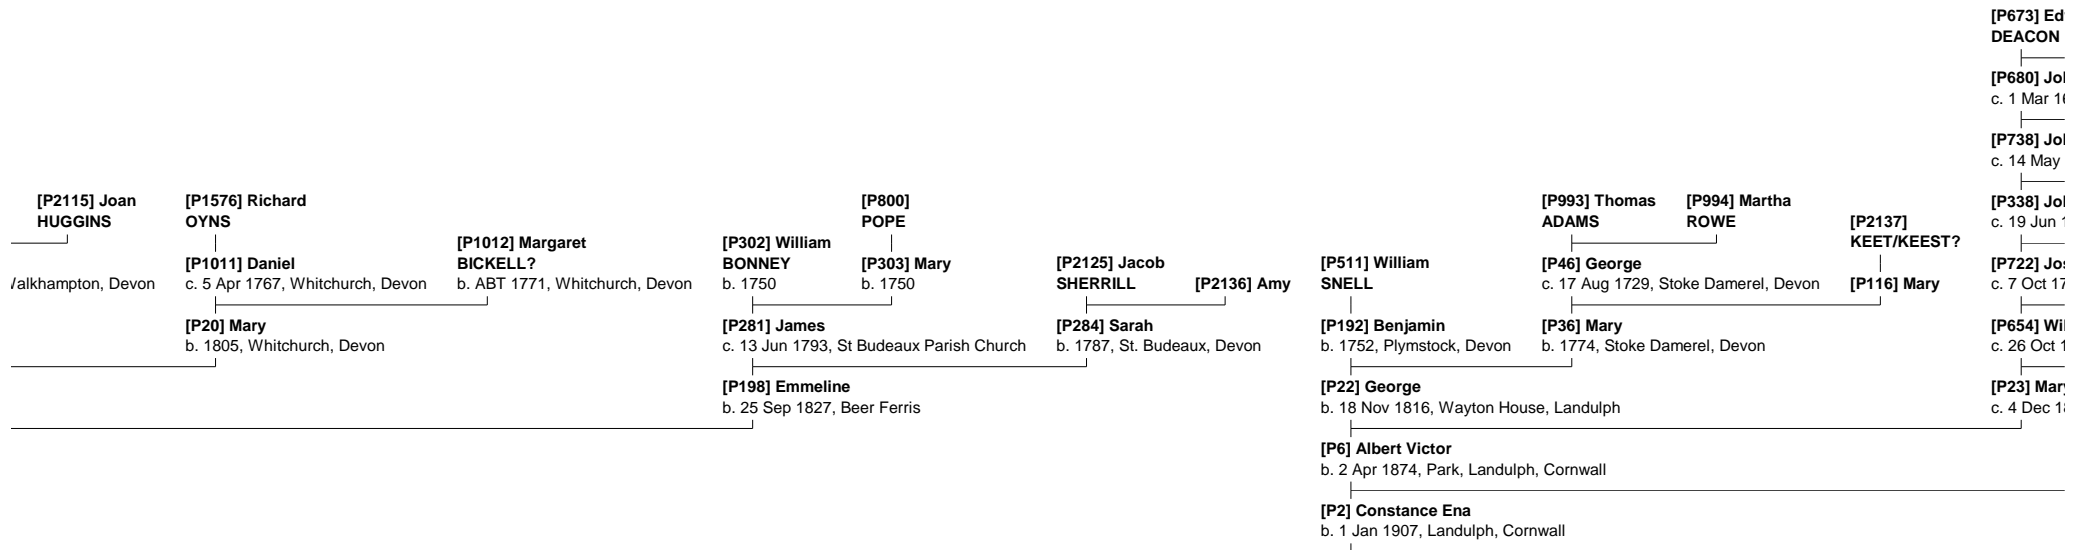 [P673] Ed
DEACON
[P680] Jo
c. 1 Mar 16
[P738] Jo
c. 14 May
[P2115] Joan
HUGGINS
[P1576] Richard
OYNS
[P800]
POPE
[P993] Thomas
ADAMS
[P994] Martha
ROWE
[P2137]
KEET/KEEST?
[P338] Jo
c. 19 Jun 1
[P1012] Margaret
BICKELL?
b. ABT 1771, Whitchurch, Devon
[P302] William
BONNEY
b. 1750
Walkhampton, Devon
[P1011] Daniel
c. 5 Apr 1767, Whitchurch, Devon
[P303] Mary
b. 1750
[P2125] Jacob
SHERRILL
[P2136] Amy
[P511] William
SNELL
[P46] George
c. 17 Aug 1729, Stoke Damerel, Devon
[P116] Mary
[P722] Jos
c. 7 Oct 17
[P20] Mary
b. 1805, Whitchurch, Devon
[P281] James
c. 13 Jun 1793, St Budeaux Parish Church
[P284] Sarah
b. 1787, St. Budeaux, Devon
[P192] Benjamin
b. 1752, Plymstock, Devon
[P36] Mary
b. 1774, Stoke Damerel, Devon
[P654] Wil
c. 26 Oct 1
[P198] Emmeline
b. 25 Sep 1827, Beer Ferris
[P22] George
b. 18 Nov 1816, Wayton House, Landulph
[P23] Mary
c. 4 Dec 18
[P6] Albert Victor
b. 2 Apr 1874, Park, Landulph, Cornwall
[P2] Constance Ena
b. 1 Jan 1907, Landulph, Cornwall